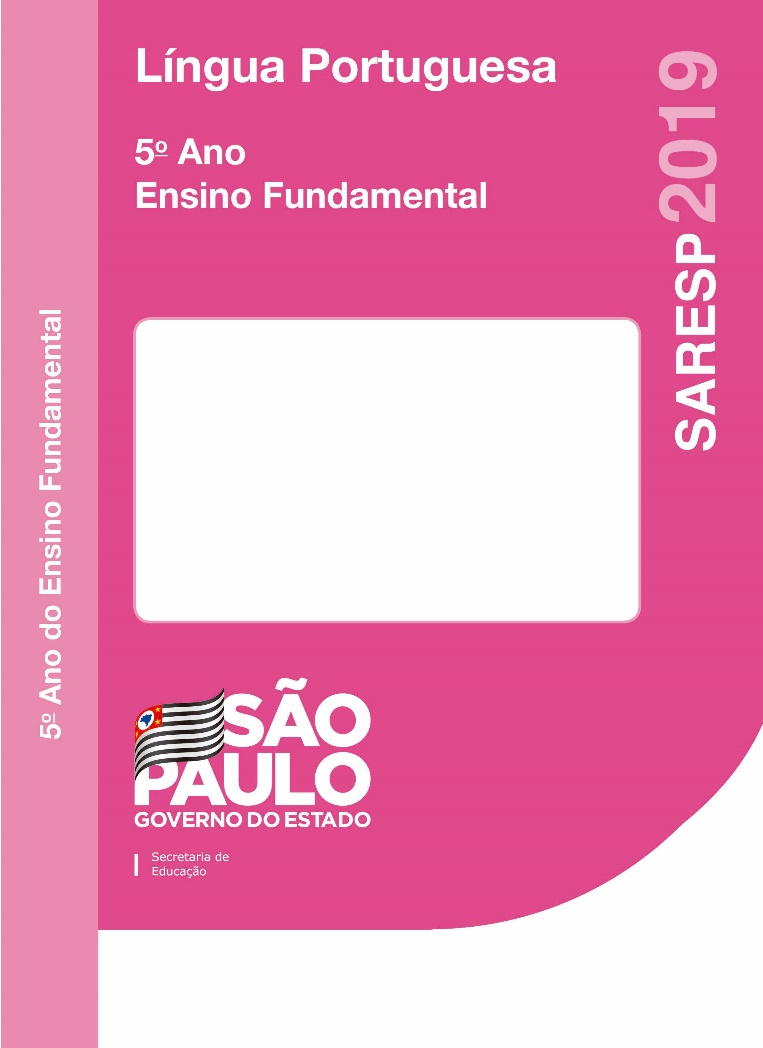 Língua Portuguesa
5º Ano
Ensino Fundamental
SARESP 2019
5º Ano do Ensino Fundamental
SÃO
PAULO
GOVERNO DO ESTADO
Secretaria de
Educação